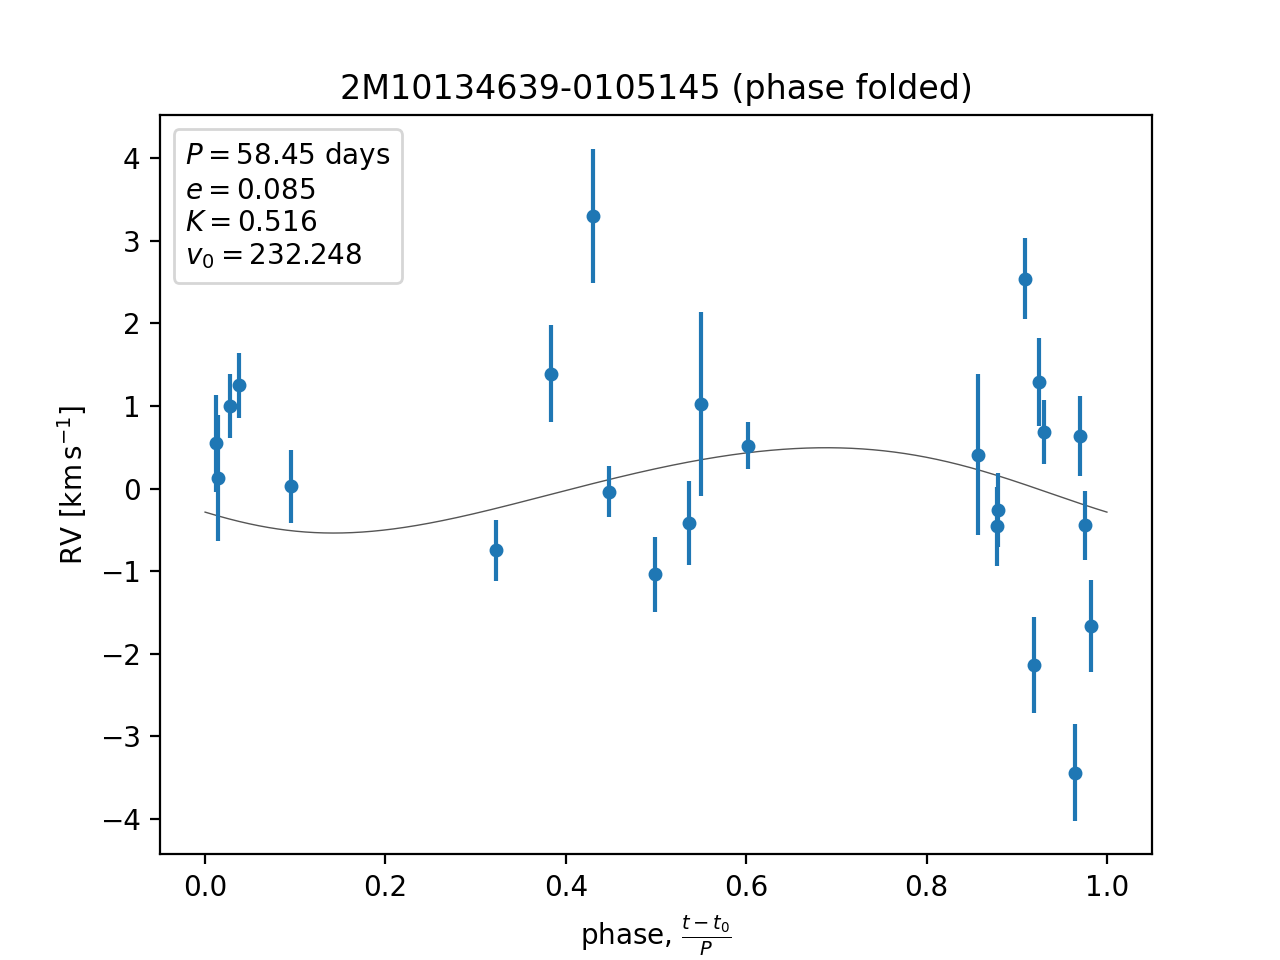 2M10134639-0105145 (phase folded)
P = 58.45 days
e = 0.085
K = 0.516
v₀ = 232.248
4
3
2
1
0
−1
−2
−3
−4
RV [km s⁻¹]
0.0 0.2 0.4 0.6 0.8 1.0
phase, (t − t₀)/P